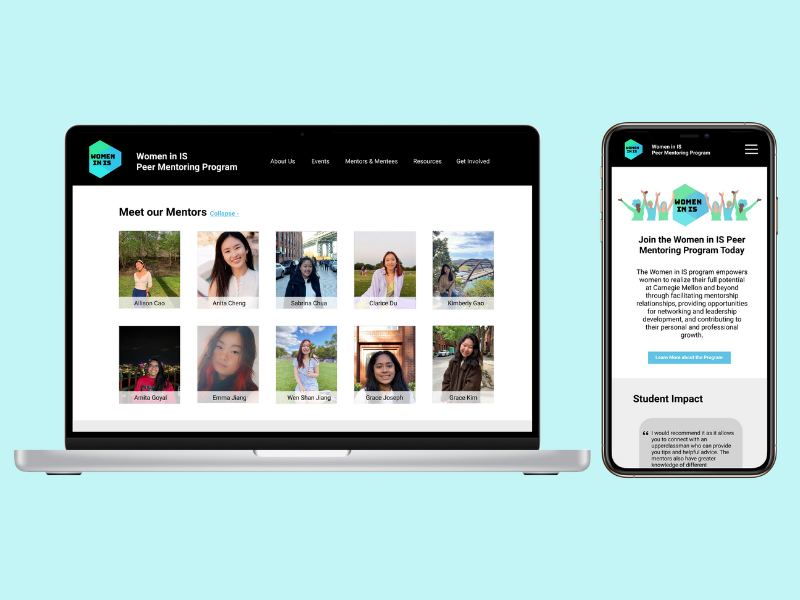 WOMEN
IN IS
Women in IS
Peer Mentoring Program
About Us
Events
Mentors & Mentees
Resources
Get Involved
Meet our Mentors Collapse -
Allison Cao
Anita Cheng
Sabrina Chua
Clarice Du
Kimberly Gao
Amita Goyal
Emma Jiang
Wen Shan Jiang
Grace Joseph
Grace Kim
WOMEN
IN IS
Women in IS
Peer Mentoring Program
WOMEN
IN IS
Join the Women in IS Peer
Mentoring Program Today
The Women in IS program empowers
women to realize their full potential
at Carnegie Mellon and beyond
through facilitating mentorship
relationships, providing opportunities
for networking and leadership
development, and contributing to
their personal and professional
growth.
Learn More about the Program
Student Impact
“ I would recommend it as it allows
you to connect with an
upperclassman who can provide
you tips and helpful advice. The
mentors also have greater
knowledge of different